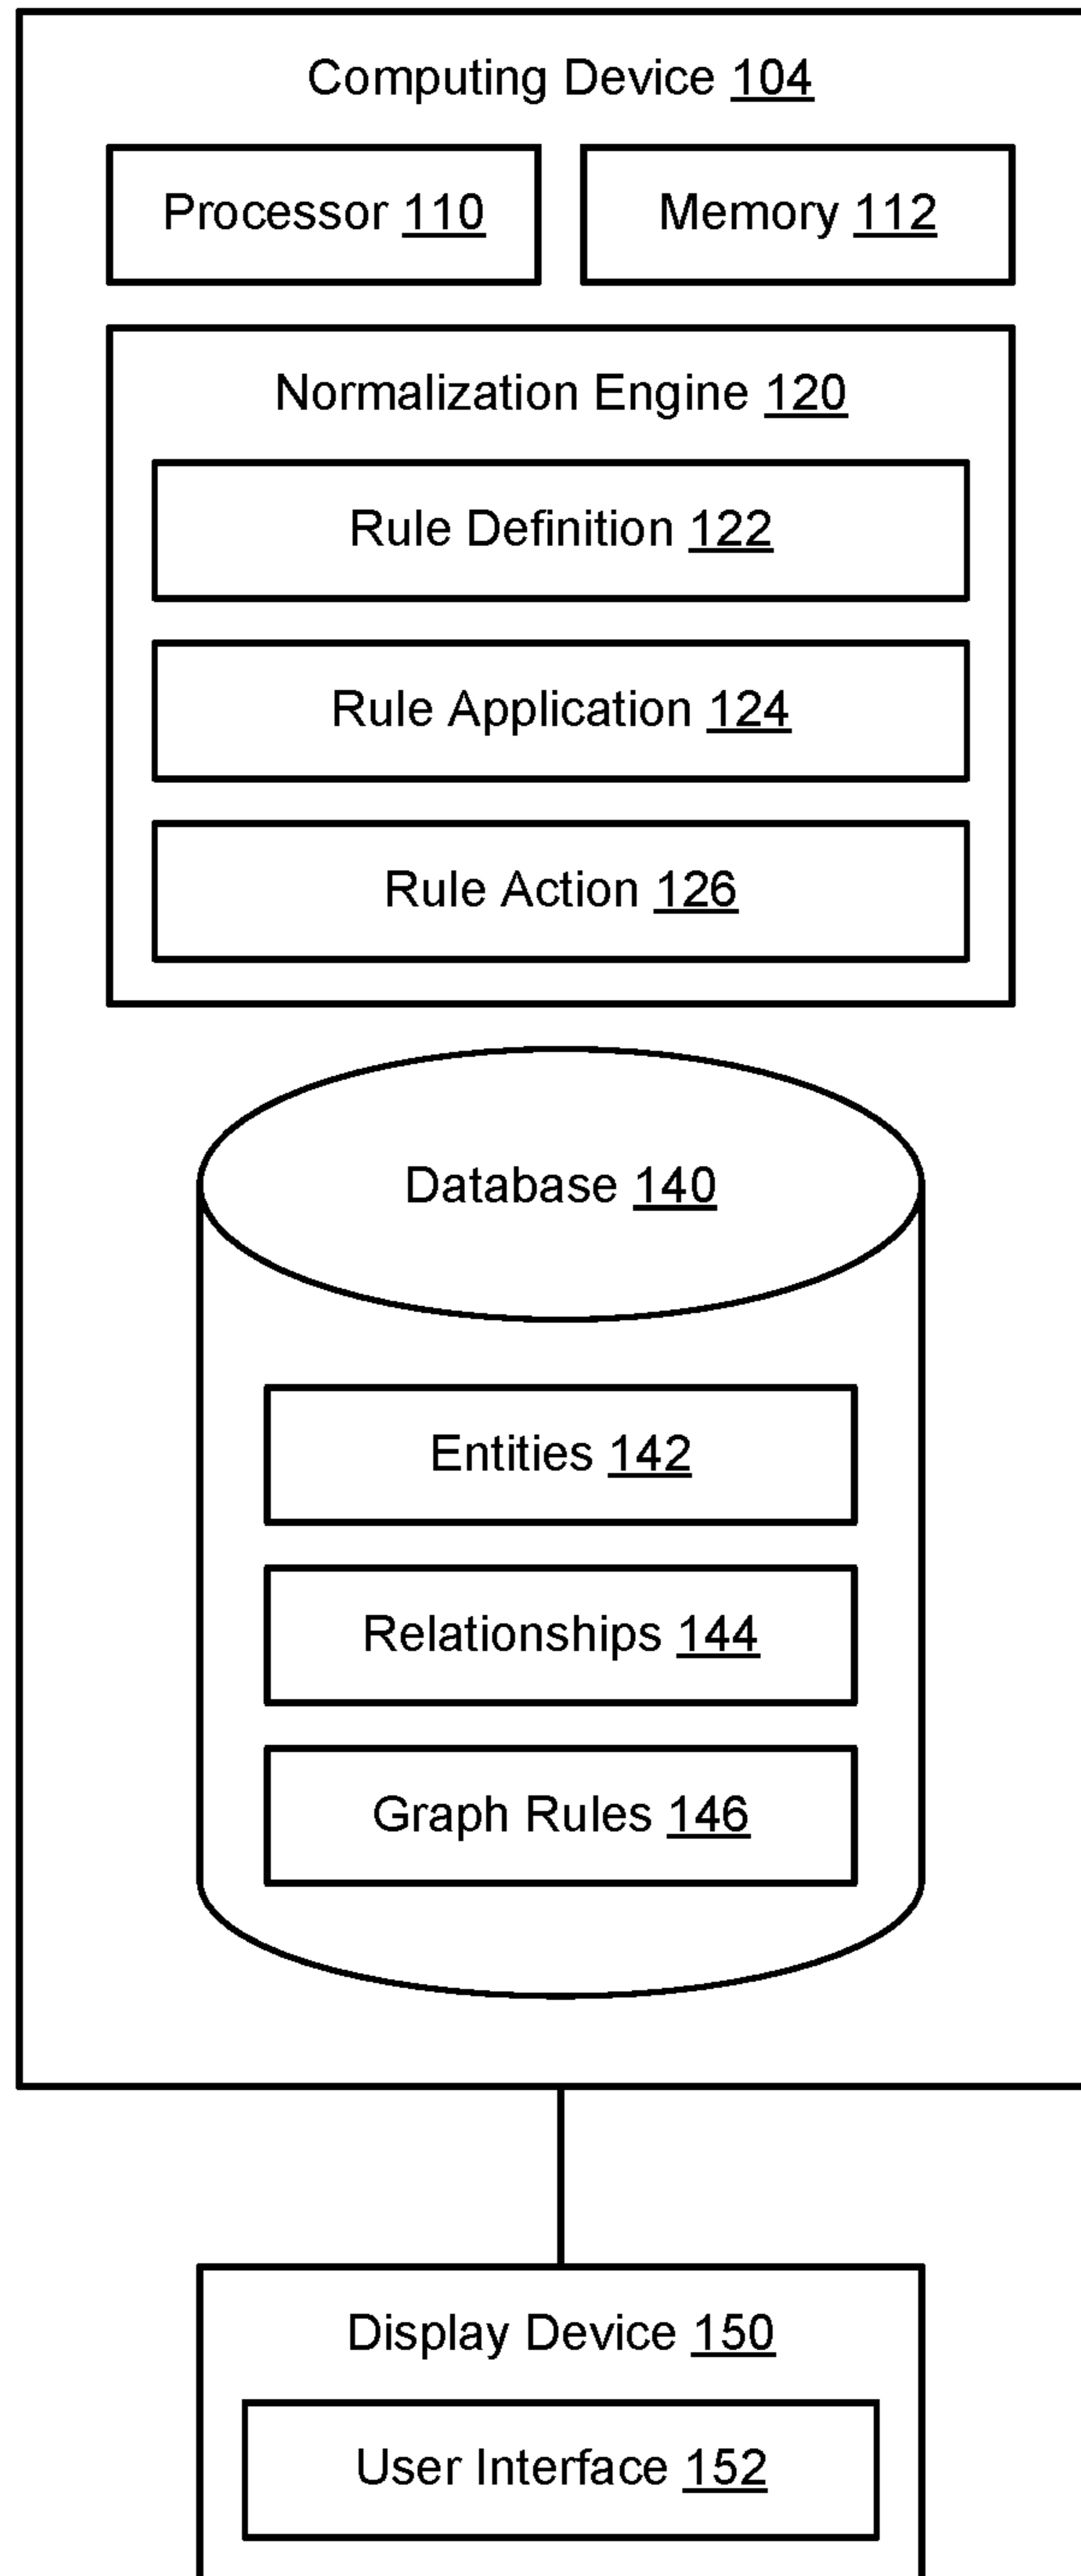 Computing Device 104
Processor 110
Memory 112
Normalization Engine 120
Rule Definition 122
Rule Application 124
Rule Action 126
Database 140
Entities 142
Relationships 144
Graph Rules 146
Display Device 150
User Interface 152